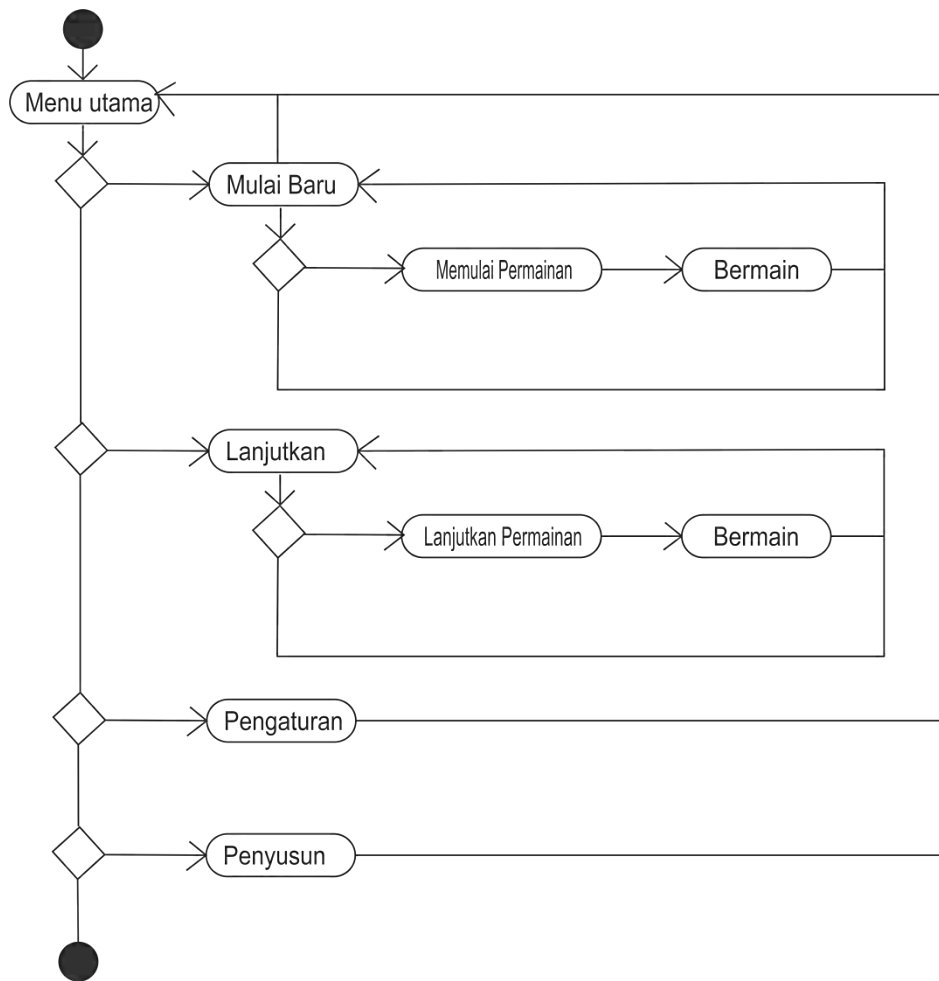 Menu utama
Mulai Baru
Memulai Permainan
Bermain
Lanjutkan
Lanjutkan Permainan
Bermain
Pengaturan
Penyusun